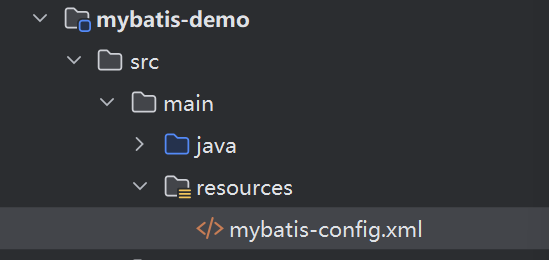 mybatis-demo
src
main
java
resources
mybatis-config.xml